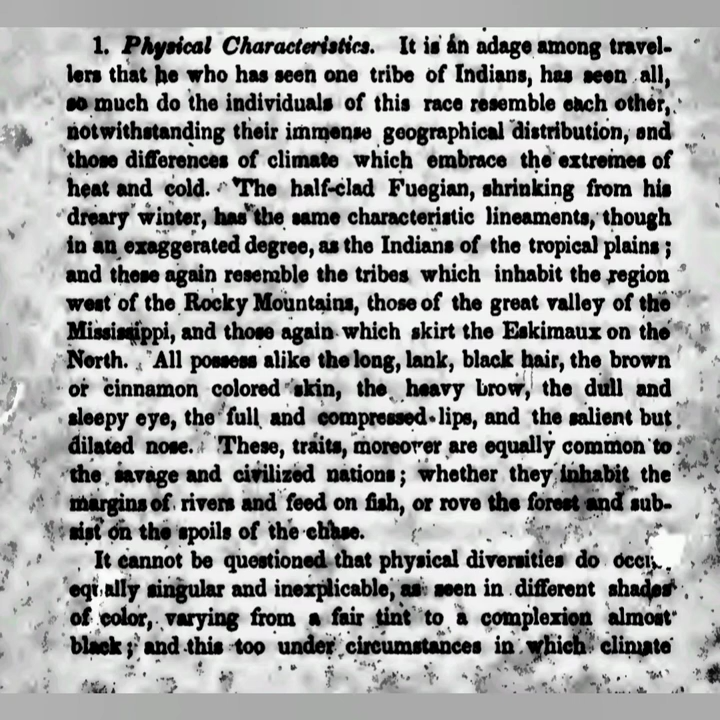 1. Physical Characteristics. It is an adage among travel-
lers that he who has seen one tribe of Indians, has seen all,
so much do the individuals of this race resemble each other,
notwithstanding their immense geographical distribution, and
those differences of climate which embrace the extremes of
heat and cold. The half-clad Fuegian, shrinking from his
dreary winter, has the same characteristic lineaments, though
in an exaggerated degree, as the Indians of the tropical plains;
and these again resemble the tribes which inhabit the region
west of the Rocky Mountains, those of the great valley of the
Mississippi, and those again which skirt the Eskimaux on the
North. All possess alike the long, lank, black hair, the brown
or cinnamon colored skin, the heavy brow, the dull and
sleepy eye, the full and compressed lips, and the salient but
dilated nose. These, traits, moreover are equally common to
the savage and civilized nations; whether they inhabit the
margins of rivers and feed on fish, or rove the forest and sub-
sist on the spoils of the chase.
It cannot be questioned that physical diversities do
equally singular and inexplicable, as seen in different shades
of color, varying from a fair tint to a complexion almost
black; and this too under circumstances in which climate